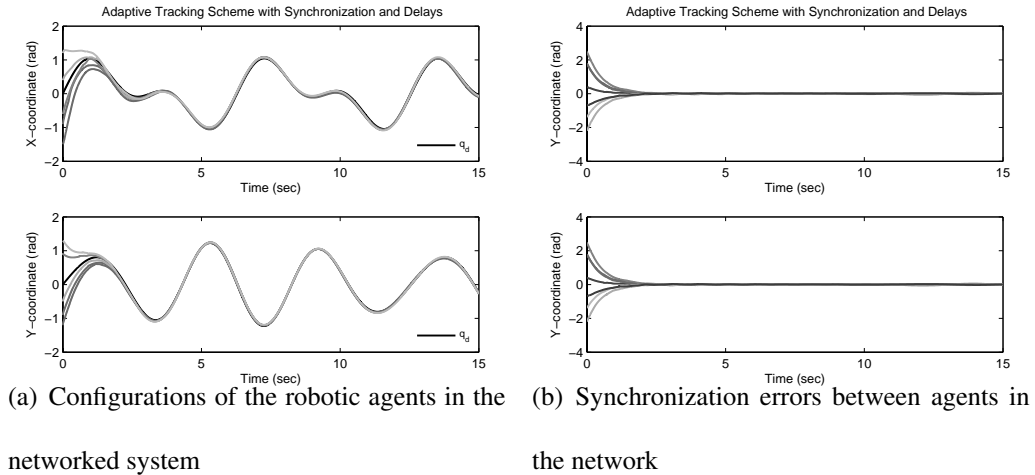 Adaptive Tracking Scheme with Synchronization and Delays
X−coordinate (rad)
2
1
0
−1
−2
q_d
0 5 10 15
Time (sec)
Y−coordinate (rad)
2
1
0
−1
−2
q_d
0 5 10 15
Time (sec)
(a) Configurations of the robotic agents in the
networked system
Adaptive Tracking Scheme with Synchronization and Delays
Y−coordinate (rad)
4
2
0
−2
−4
0 5 10 15
Time (sec)
Y−coordinate (rad)
4
2
0
−2
−4
0 5 10 15
Time (sec)
(b) Synchronization errors between agents in
the network